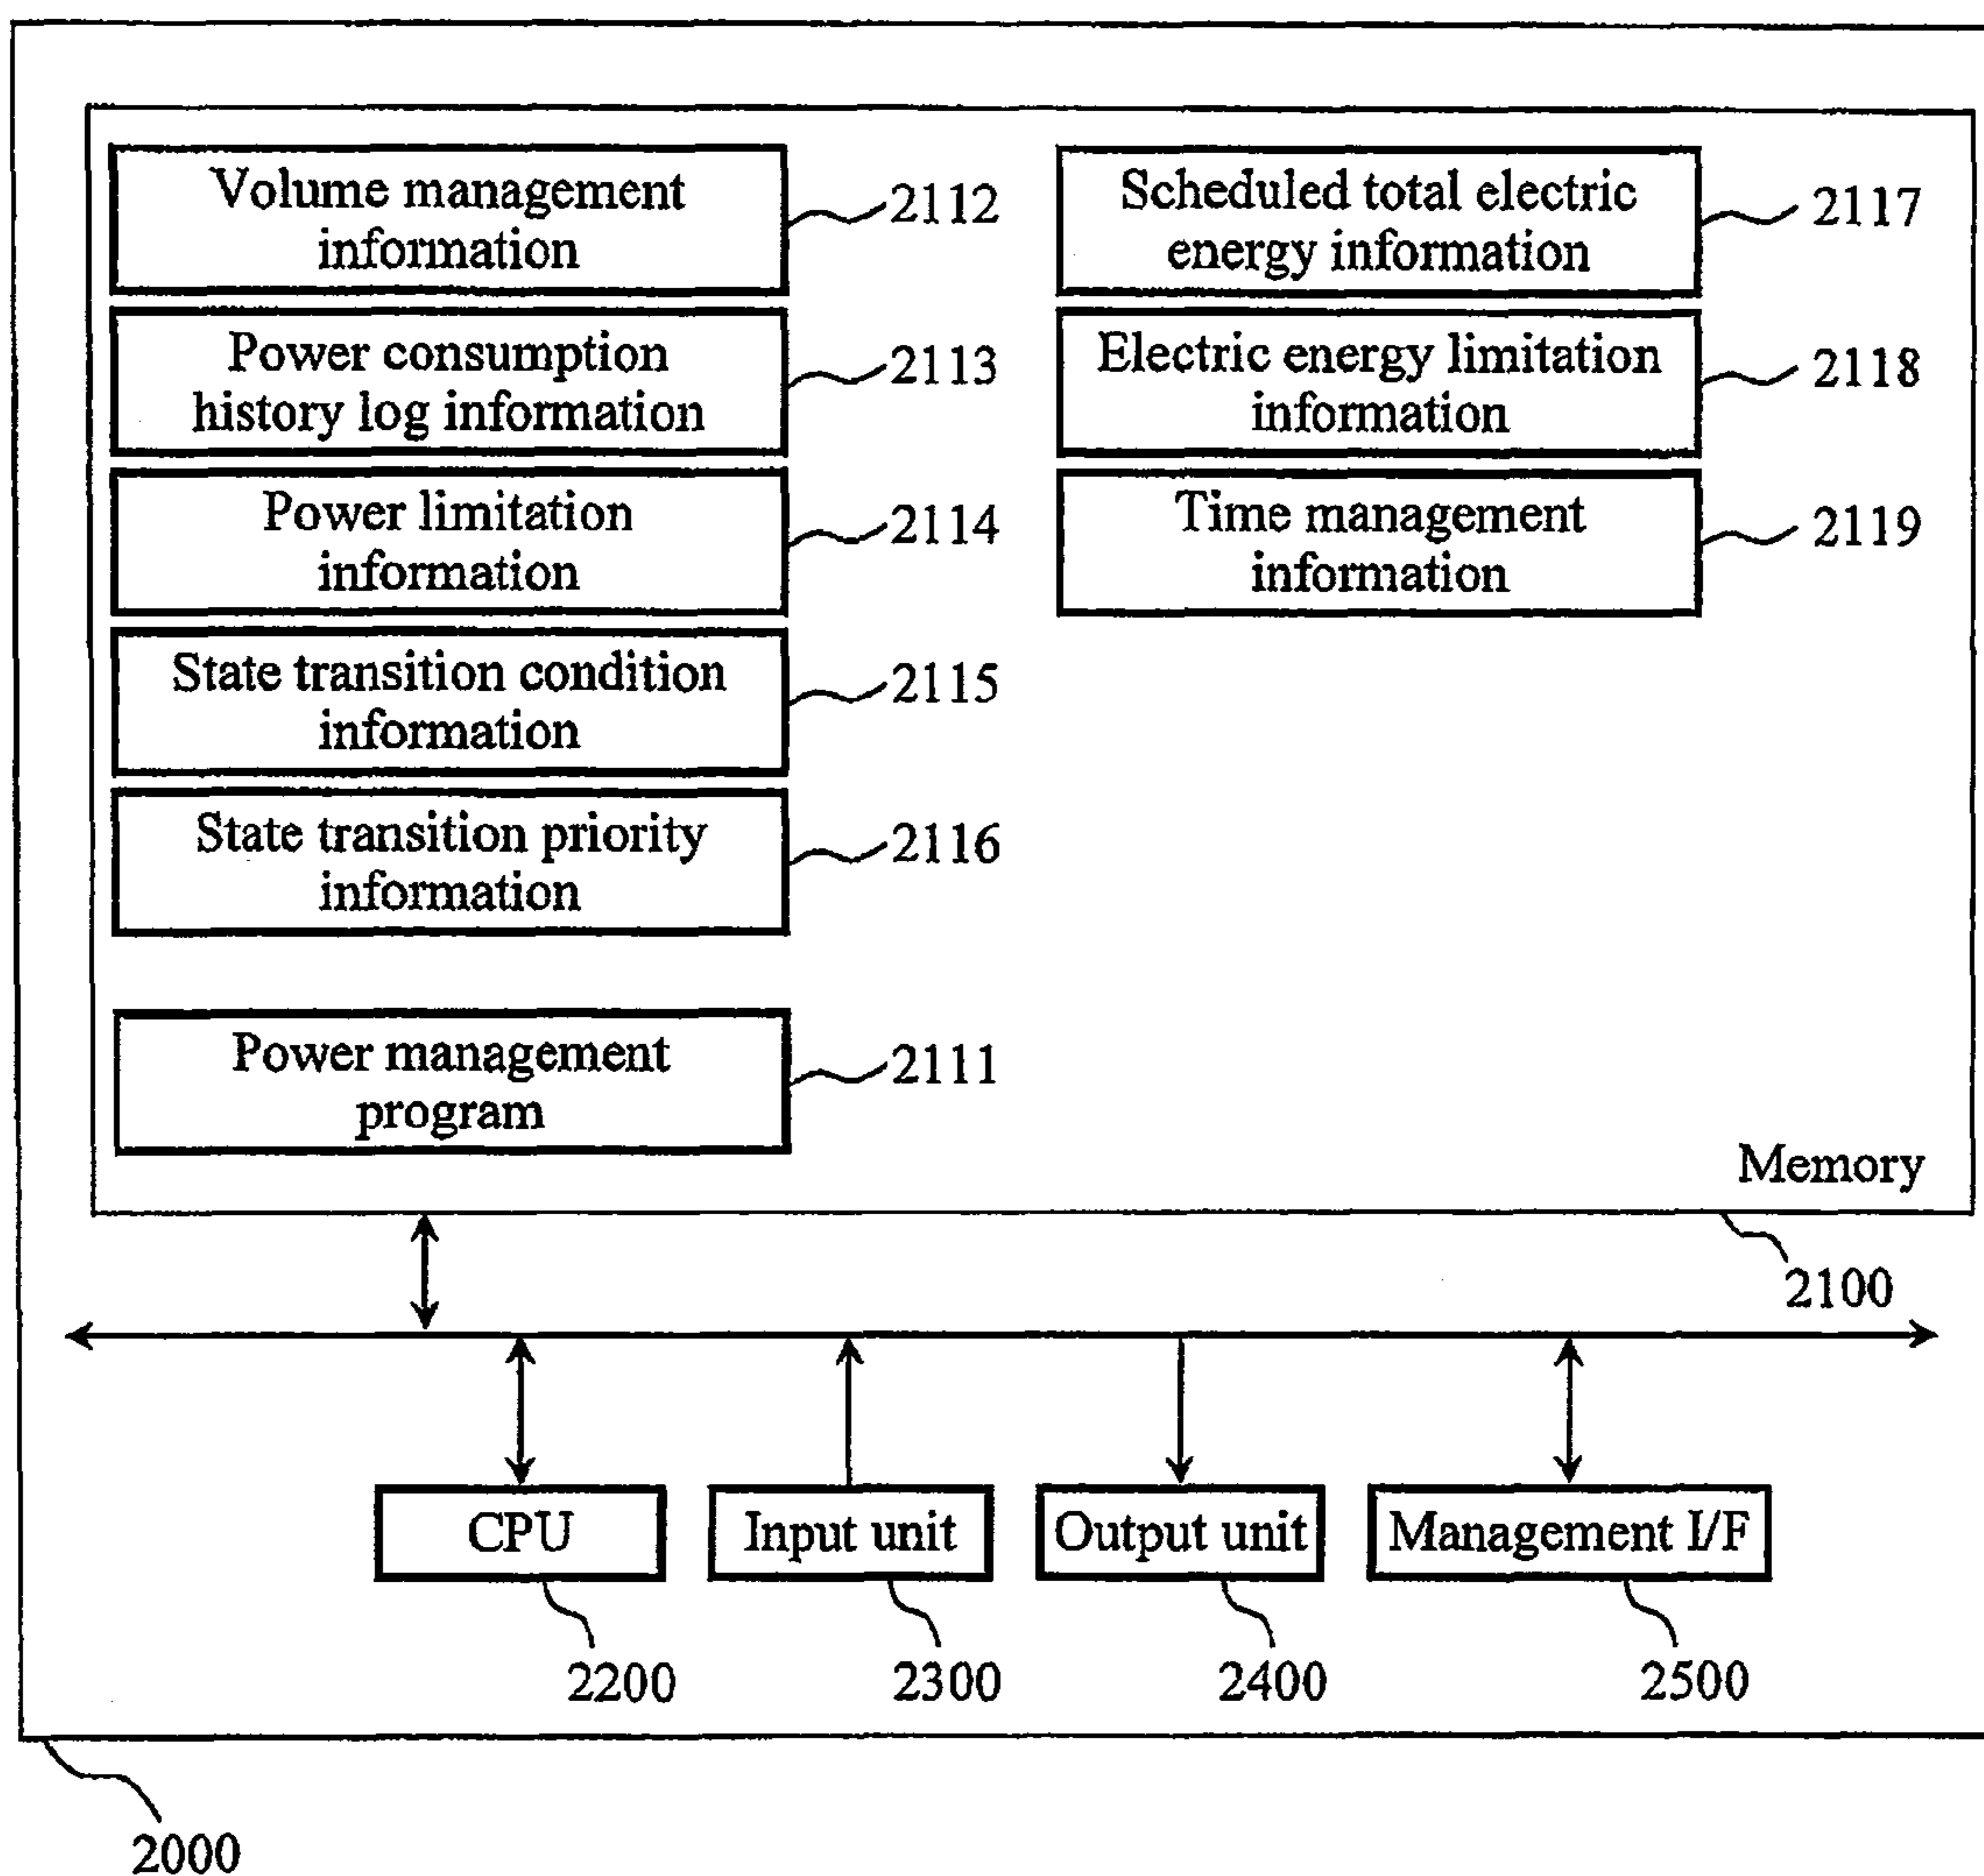 Volume management
information
2112
Power consumption
history log information
2113
Power limitation
information
2114
State transition condition
information
2115
State transition priority
information
2116
Power management
program
2111
Scheduled total electric
energy information
2117
Electric energy limitation
information
2118
Time management
information
2119
Memory
2100
CPU
2200
Input unit
2300
Output unit
2400
Management I/F
2500
2000